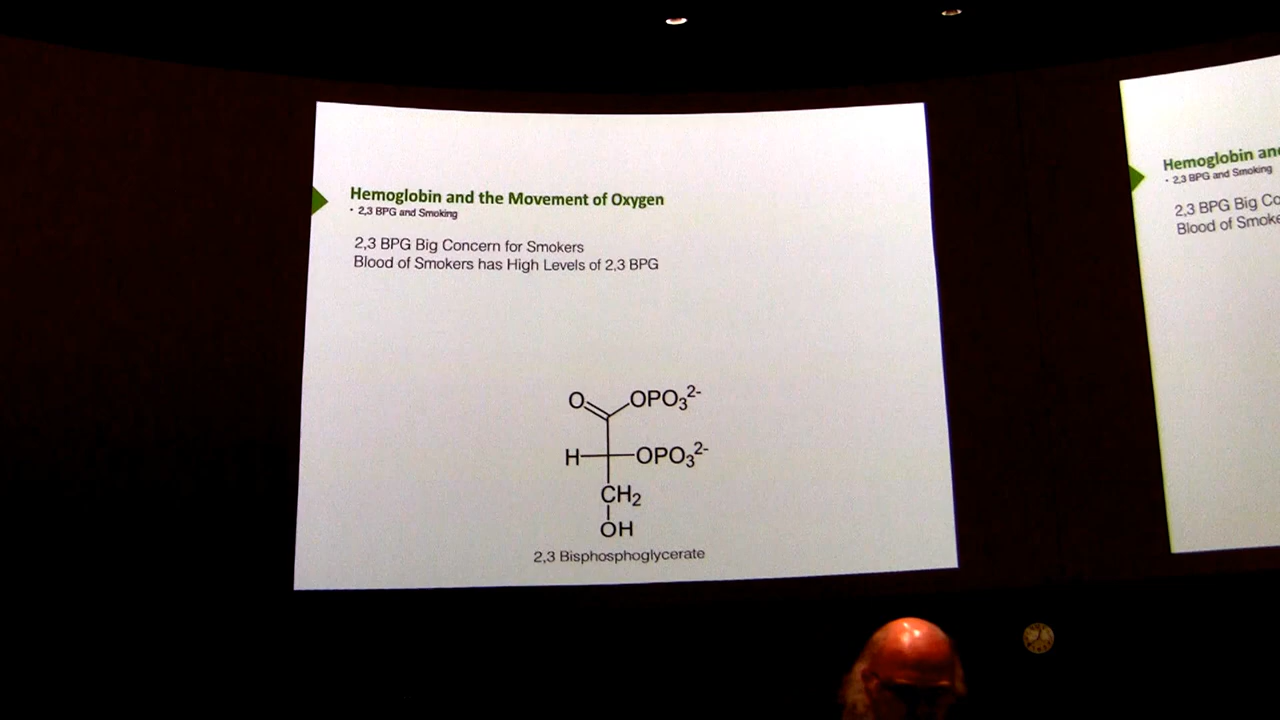 Hemoglobin and the Movement of Oxygen
• 2,3 BPG and Smoking
2,3 BPG Big Concern for Smokers
Blood of Smokers has High Levels of 2,3 BPG
O OPO₃²⁻
H OPO₃²⁻
CH₂
OH
2,3 Bisphosphoglycerate
Hemoglobin an
• 2,3 BPG and Smoking
2,3 BPG Big Co
Blood of Smoke